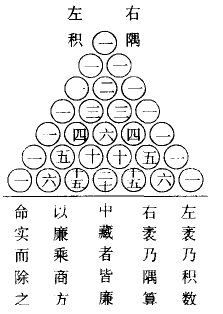 左积
右隅
一
一 一
一 二 一
一 三 三 一
一 四 六 四 一
一 五 十 十 五 一
一 六 十五 二十 十五 六 一
左袤乃积数
右袤乃隅算
中藏者皆廉
以廉乘商方
命实而除之